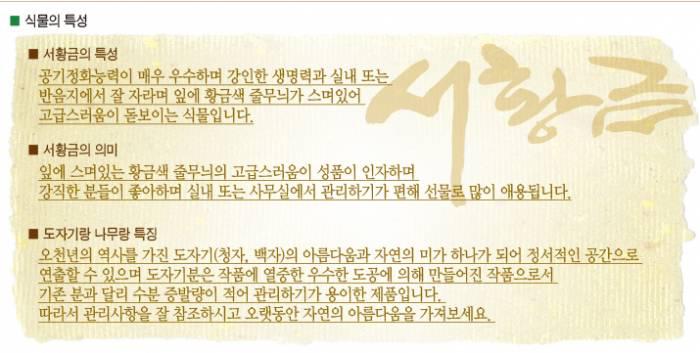 ■ 식물의 특성
서황금
■ 서황금의 특성
공기정화능력이 매우 우수하며 강인한 생명력과 실내 또는
반음지에서 잘 자라며 잎에 황금색 줄무늬가 스며있어
고급스러움이 돋보이는 식물입니다.
■ 서황금의 의미
잎에 스며있는 황금색 줄무늬의 고급스러움이 성품이 인자하며
강직한 분들이 좋아하며 실내 또는 사무실에서 관리하기가 편해 선물로 많이 애용됩니다.
■ 도자기랑 나무랑 특징
오천년의 역사를 가진 도자기(청자, 백자)의 아름다움과 자연의 미가 하나가 되어 정서적인 공간으로
연출할 수 있으며 도자기분은 작품에 열중한 우수한 도공에 의해 만들어진 작품으로서
기존 분과 달리 수분 증발량이 적어 관리하기가 용이한 제품입니다.
따라서 관리사항을 잘 참조하시고 오랫동안 자연의 아름다움을 가져보세요.